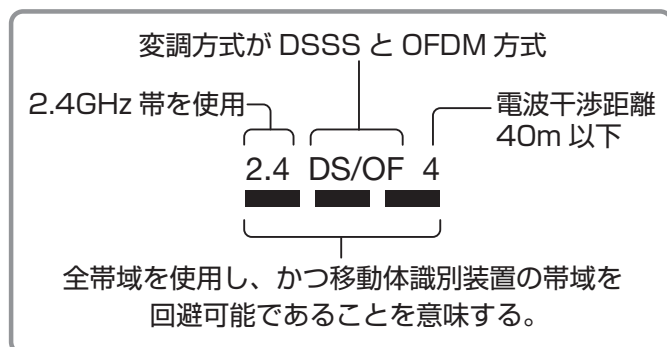 変調方式が DSSS と OFDM 方式
2.4GHz 帯を使用
電波干渉距離
40m 以下
2.4 DS/OF 4
全帯域を使用し、かつ移動体識別装置の帯域を
回避可能であることを意味する。